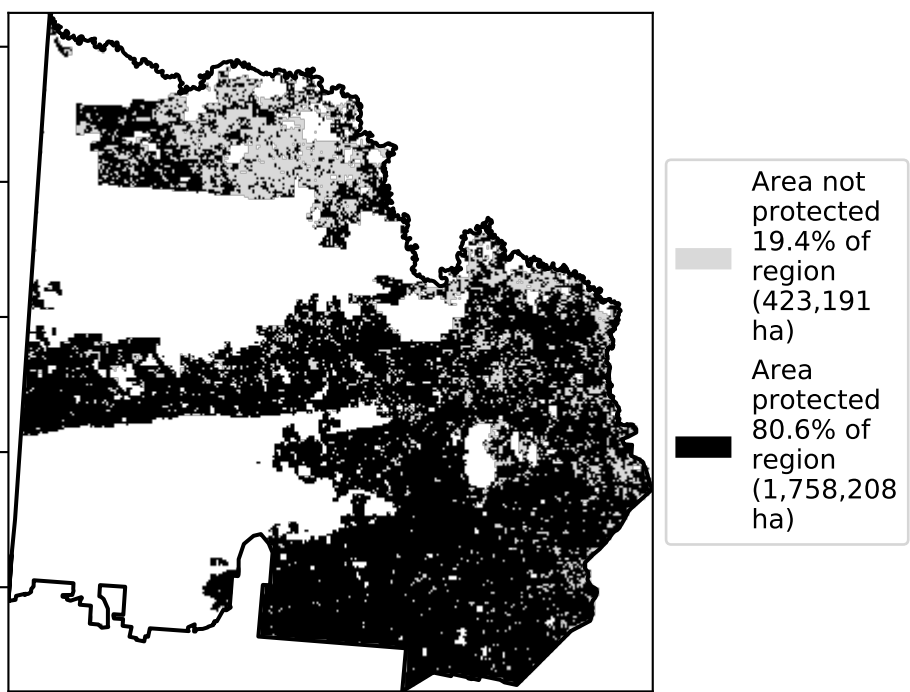 Area not
protected
19.4% of
region
(423,191
ha)
Area
protected
80.6% of
region
(1,758,208
ha)